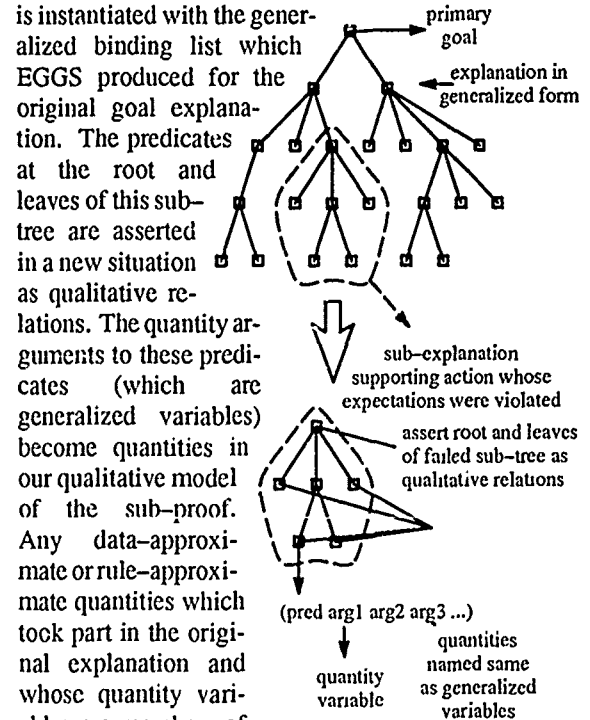 is instantiated with the gener-
alized binding list which
EGGS produced for the
original goal explana-
tion. The predicates
at the root and
leaves of this sub-
tree are asserted
in a new situation
as qualitative re-
lations. The quantity ar-
guments to these predi-
cates (which are
generalized variables)
become quantities in
our qualitative model
of the sub-proof.
Any data-approxi-
mate or rule-approxi-
mate quantities which
took part in the origi-
nal explanation and
whose quantity vari-
primary
goal
explanation in
generalized form
sub-explanation
supporting action whose
expectations were violated
assert root and leaves
of failed sub-tree as
qualitative relations
(pred arg1 arg2 arg3 ...)
quantity
variable
quantities
named same
as generalized
variables